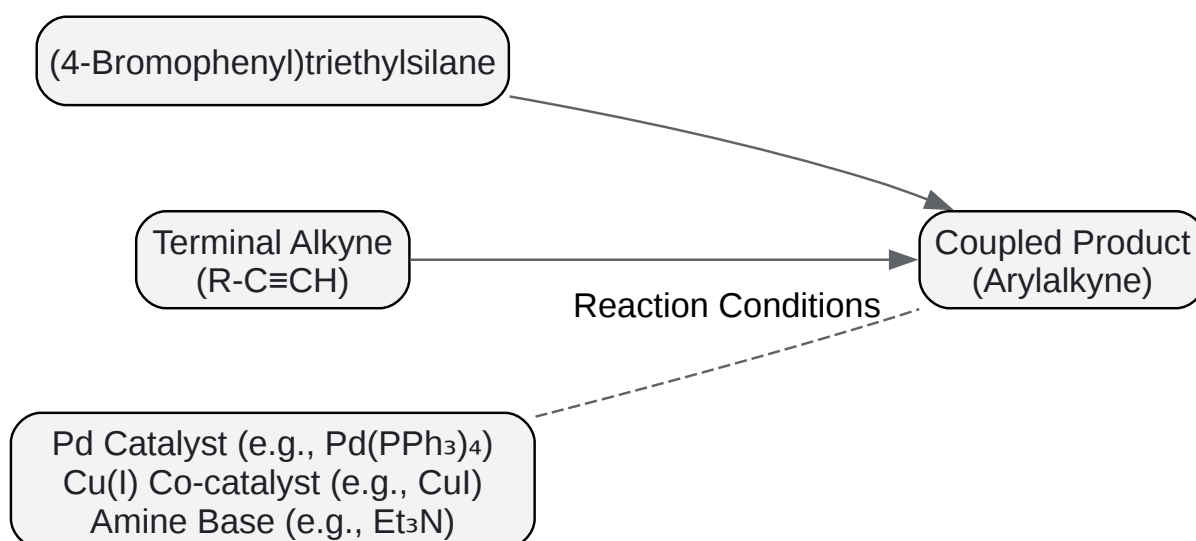 (4-Bromophenyl)triethylsilane
Terminal Alkyne
(R-C≡CH)
Coupled Product
(Arylalkyne)
Reaction Conditions
Pd Catalyst (e.g., Pd(PPh₃)₄)
Cu(I) Co-catalyst (e.g., CuI)
Amine Base (e.g., Et₃N)